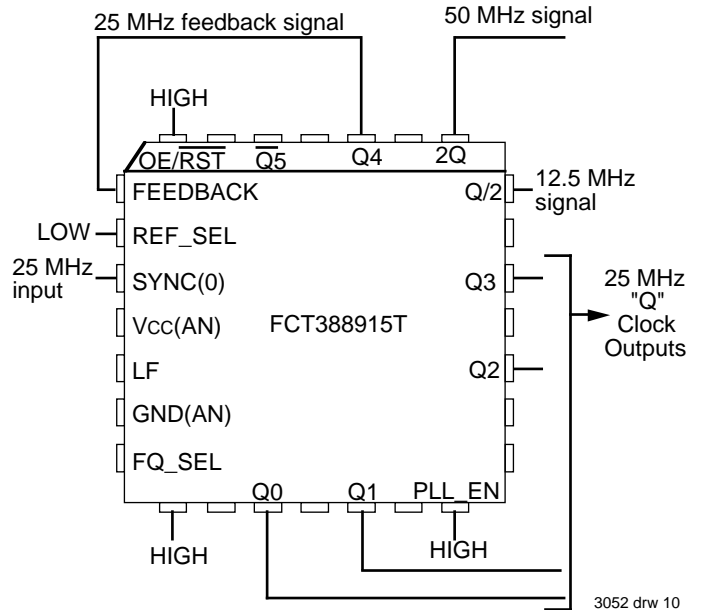 25 MHz feedback signal
50 MHz signal
HIGH
OE/R̅S̅T̅
Q̅5̅
Q4
2Q
FEEDBACK
Q/2
12.5 MHz
signal
LOW
REF_SEL
25 MHz
input
SYNC(0)
Q3
25 MHz
"Q"
Clock
Outputs
VCC(AN)
FCT388915T
LF
Q2
GND(AN)
FQ_SEL
Q0
Q1
PLL_EN
HIGH
HIGH
3052 drw 10